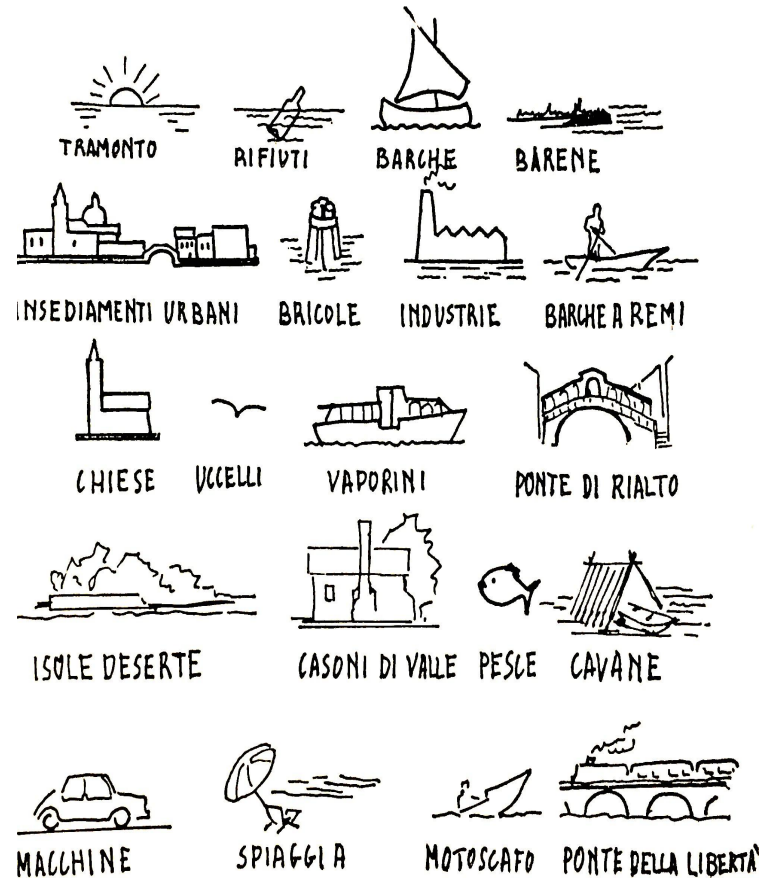 TRAMONTO RIFIUTI BARCHE BARENE
INSEDIAMENTI URBANI BRICOLE INDUSTRIE BARCHE A REMI
CHIESE UCCELLI VAPORINI PONTE DI RIALTO
ISOLE DESERTE CASONI DI VALLE PESCE CAVANE
MACCHINE SPIAGGIA MOTOSCAFO PONTE DELLA LIBERTA'